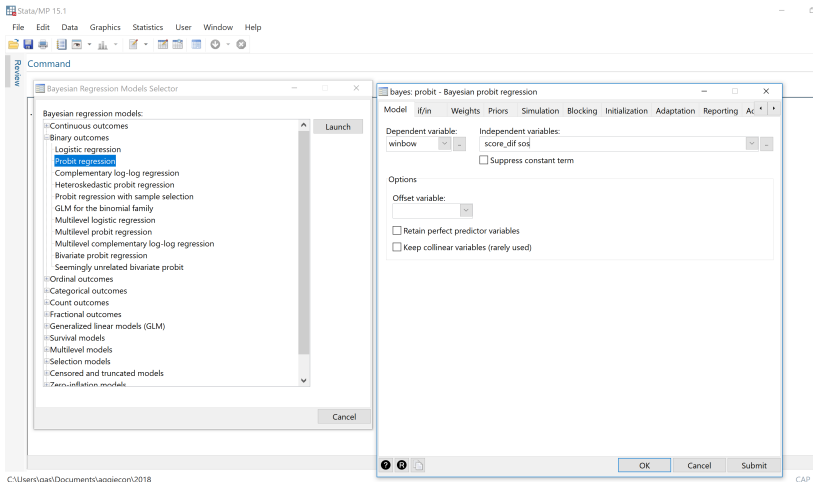 Stata/MP 15.1
File Edit Data Graphics Statistics User Window Help
Review
Command
Bayesian Regression Models Selector
Bayesian regression models:
Continuous outcomes
Binary outcomes
Logistic regression
Probit regression
Complementary log-log regression
Heteroskedastic probit regression
Probit regression with sample selection
GLM for the binomial family
Multilevel logistic regression
Multilevel probit regression
Multilevel complementary log-log regression
Bivariate probit regression
Seemingly unrelated bivariate probit
Ordinal outcomes
Categorical outcomes
Count outcomes
Fractional outcomes
Generalized linear models (GLM)
Survival models
Multilevel models
Selection models
Censored and truncated models
Zero-inflation models
Launch
Cancel
bayes: probit - Bayesian probit regression
Model if/in Weights Priors Simulation Blocking Initialization Adaptation Reporting Ac
Dependent variable: Independent variables:
winbow ... score_dif sos ...
Suppress constant term
Options
Offset variable:
Retain perfect predictor variables
Keep collinear variables (rarely used)
? R
OK Cancel Submit
C:\Users\gas\Documents\aggiecon\2018
CAP